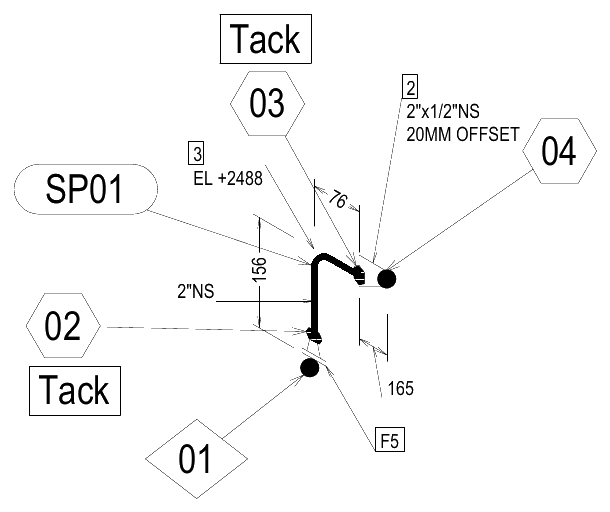 Tack
03
2
2"x1/2"NS
20MM OFFSET
04
3
EL +2488
SP01
76
156
2"NS
02
Tack
165
F5
01